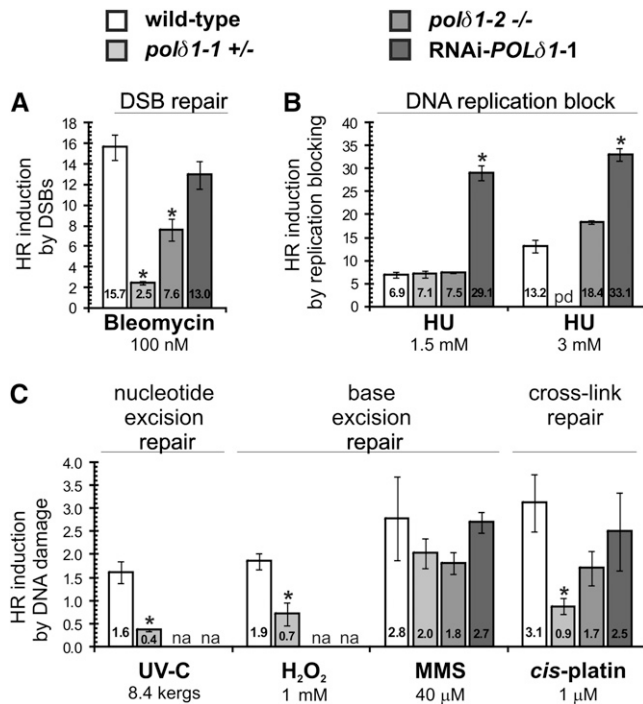 wild-type
polδ1-1 +/-
polδ1-2 -/-
RNAi-POLδ1-1
A
DSB repair
HR induction
by DSBs
18
16
14
12
10
8
6
4
2
0
*
*
15.7
2.5
7.6
13.0
Bleomycin
100 nM
B
DNA replication block
HR induction
by replication blocking
40
35
30
25
20
15
10
5
0
*
*
6.9
7.1
7.5
29.1
13.2
pd
18.4
33.1
HU
1.5 mM
HU
3 mM
C
nucleotide
excision
repair
base
excision
repair
cross-link
repair
HR induction
by DNA damage
4.0
3.5
3.0
2.5
2.0
1.5
1.0
0.5
0.0
*
*
*
1.6
0.4
na na
1.9
0.7
na na
2.8
2.0
1.8
2.7
3.1
0.9
1.7
2.5
UV-C
8.4 kergs
H₂O₂
1 mM
MMS
40 µM
cis-platin
1 µM